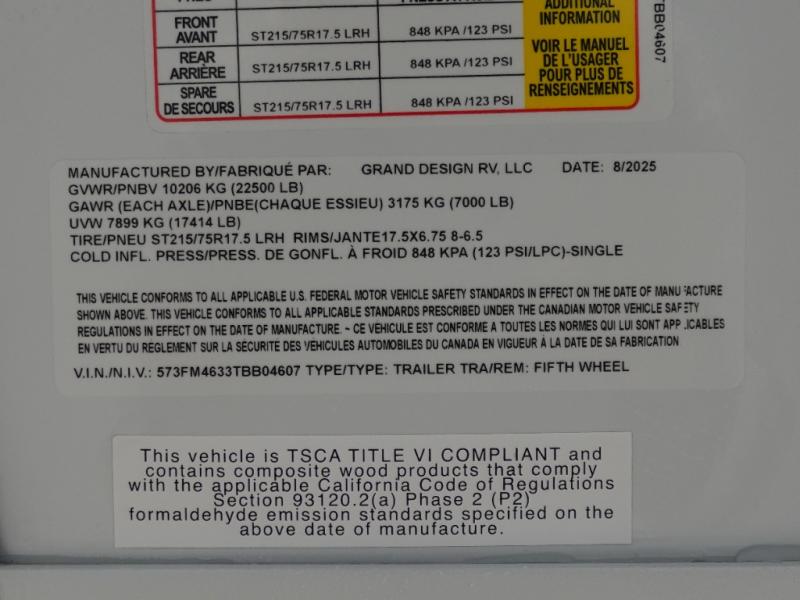 ADDITIONAL
INFORMATION
FRONT
AVANT
ST215/75R17.5 LRH
848 KPA /123 PSI
REAR
ARRIÈRE
ST215/75R17.5 LRH
848 KPA /123 PSI
SPARE
DE SECOURS
ST215/75R17.5 LRH
848 KPA /123 PSI
VOIR LE MANUEL
DE L'USAGER
POUR PLUS DE
RENSEIGNEMENTS
BB04607
MANUFACTURED BY/FABRIQUÉ PAR: GRAND DESIGN RV, LLC DATE: 8/2025
GVWR/PNBV 10206 KG (22500 LB)
GAWR (EACH AXLE)/PNBE(CHAQUE ESSIEU) 3175 KG (7000 LB)
UVW 7899 KG (17414 LB)
TIRE/PNEU ST215/75R17.5 LRH RIMS/JANTE17.5X6.75 8-6.5
COLD INFL. PRESS/PRESS. DE GONFL. À FROID 848 KPA (123 PSI/LPC)-SINGLE
THIS VEHICLE CONFORMS TO ALL APPLICABLE U.S. FEDERAL MOTOR VEHICLE SAFETY STANDARDS IN EFFECT ON THE DATE OF MANUFACTURE
SHOWN ABOVE. THIS VEHICLE CONFORMS TO ALL APPLICABLE STANDARDS PRESCRIBED UNDER THE CANADIAN MOTOR VEHICLE SAFETY
REGULATIONS IN EFFECT ON THE DATE OF MANUFACTURE. ~ CE VÉHICULE EST CONFORME A TOUTES LES NORMES QUI LUI SONT APPLICABLES
EN VERTU DU RÈGLEMENT SUR LA SÉCURITÉ DES VÉHICULES AUTOMOBILES DU CANADA EN VIGUEUR À LA DATE DE SA FABRICATION
V.I.N./N.I.V.: 573FM4633TBB04607 TYPE/TYPE: TRAILER TRA/REM: FIFTH WHEEL
This vehicle is TSCA TITLE VI COMPLIANT and
contains composite wood products that comply
with the applicable California Code of Regulations
Section 93120.2(a) Phase 2 (P2)
formaldehyde emission standards specified on the
above date of manufacture.